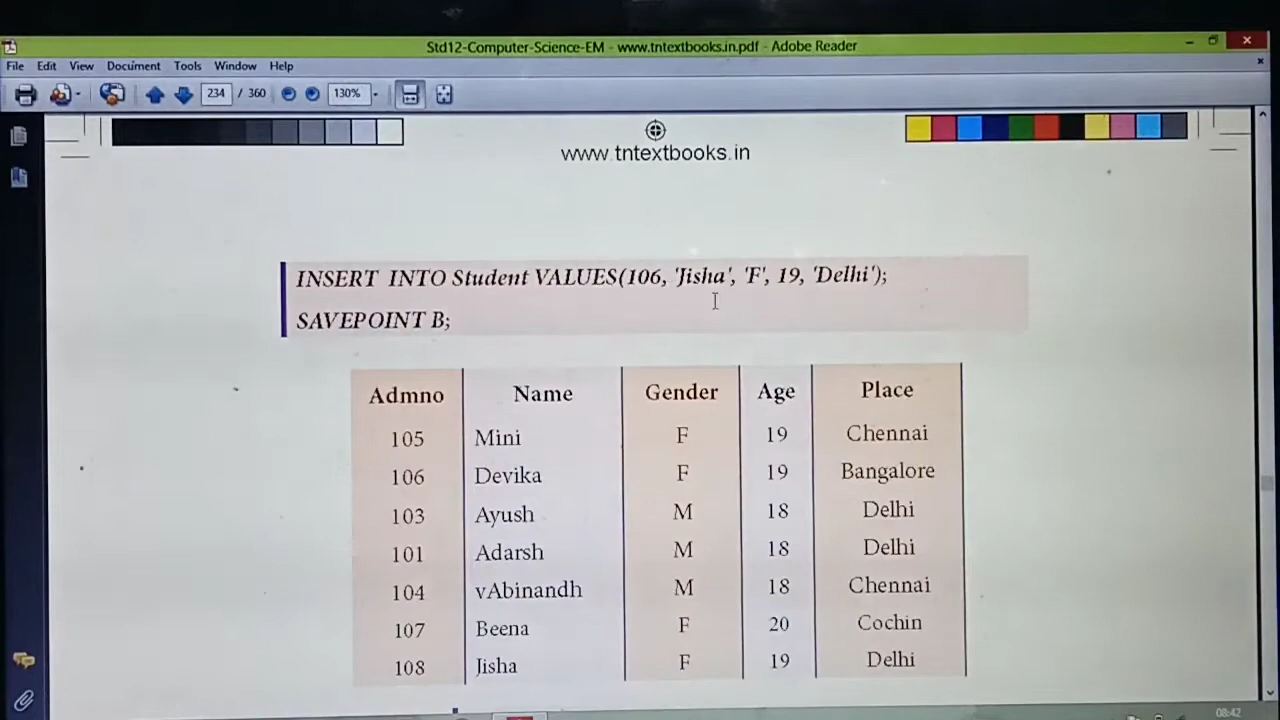 Std12-Computer-Science-EM - www.tntextbooks.in.pdf - Adobe Reader
File Edit View Document Tools Window Help
234 / 360 130%
www.tntextbooks.in
INSERT INTO Student VALUES(106, 'Jisha', 'F', 19, 'Delhi');
SAVEPOINT B;
Admno Name Gender Age Place
105 Mini F 19 Chennai
106 Devika F 19 Bangalore
103 Ayush M 18 Delhi
101 Adarsh M 18 Delhi
104 vAbinandh M 18 Chennai
107 Beena F 20 Cochin
108 Jisha F 19 Delhi
08:42